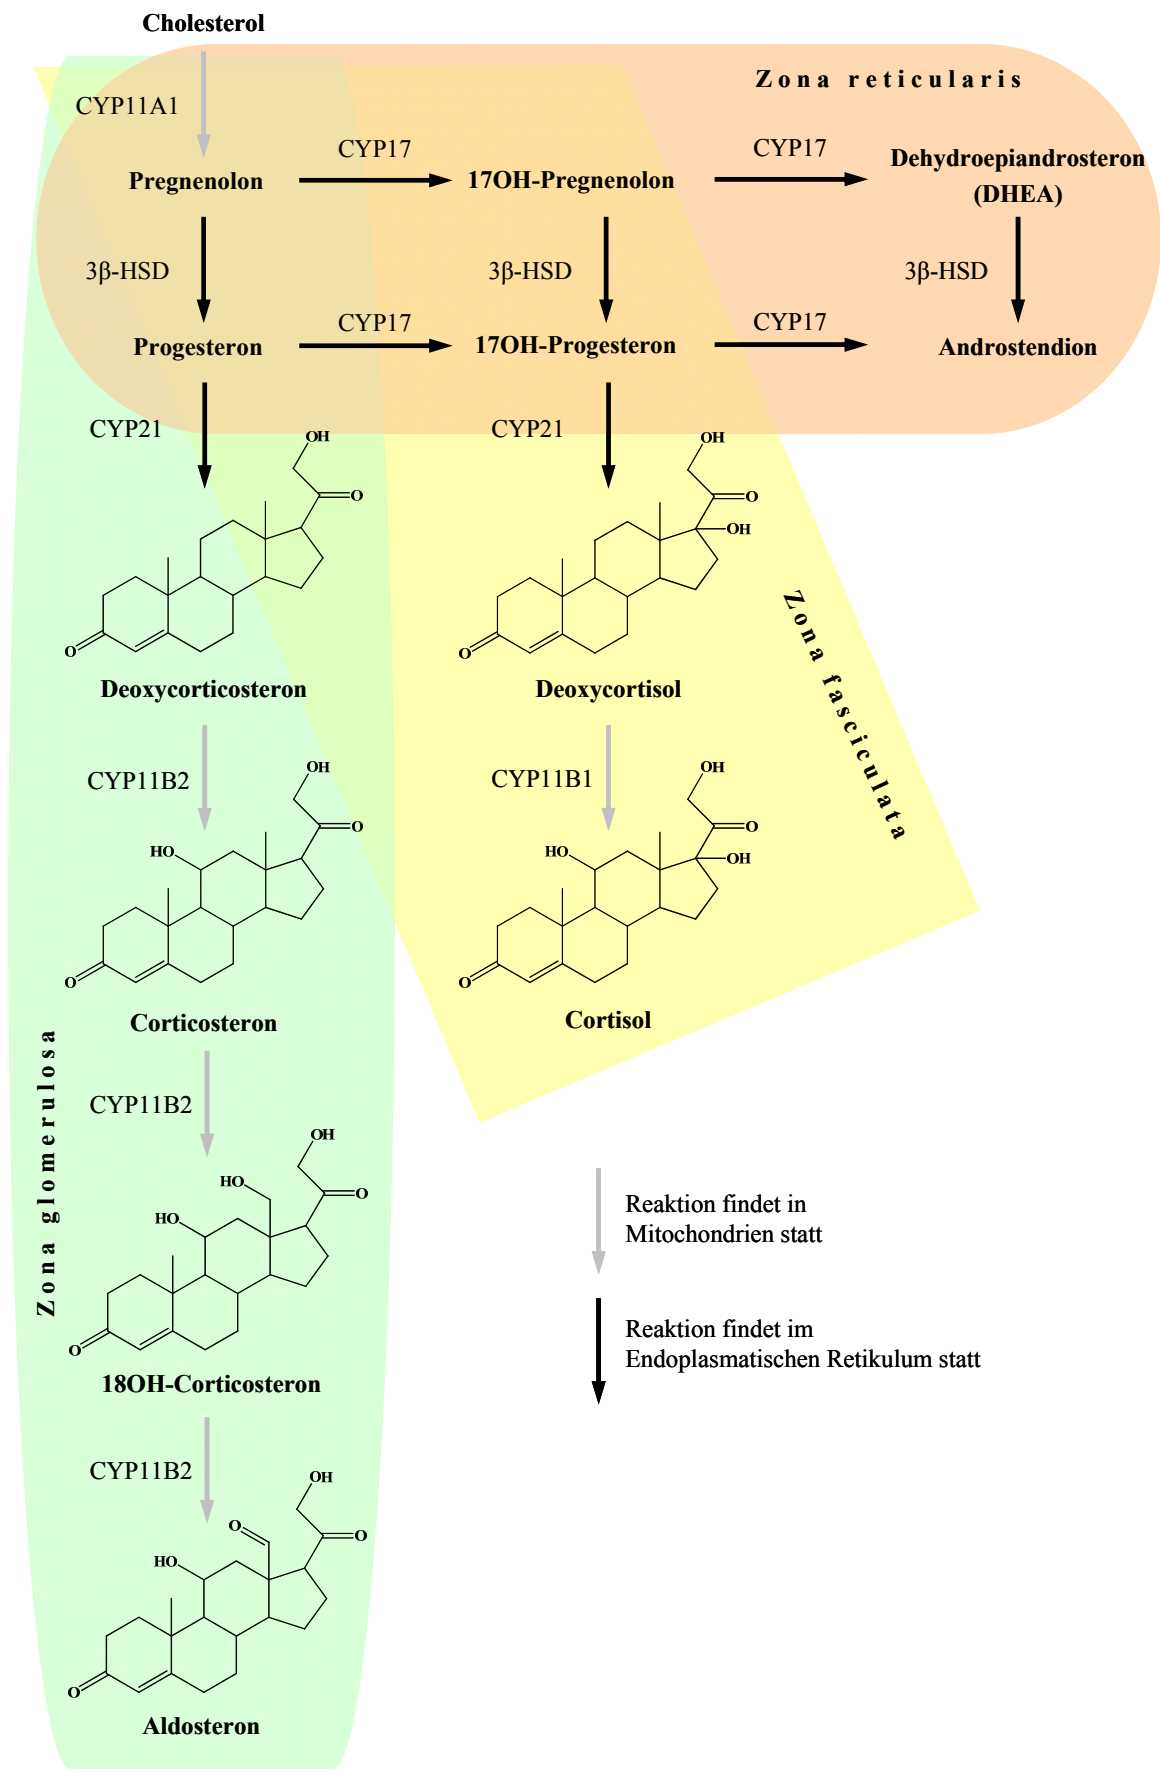 Cholesterol
Zona reticularis
CYP11A1
CYP17
CYP17
Pregnenolon
17OH-Pregnenolon
Dehydroepiandrosteron
(DHEA)
3β-HSD
3β-HSD
3β-HSD
CYP17
CYP17
Progesteron
17OH-Progesteron
Androstendion
CYP21
CYP21
OH
O
O
OH
O
OH
O
Deoxycorticosteron
Deoxycortisol
Zona fasciculata
CYP11B2
CYP11B1
OH
O
HO
O
OH
O
HO
OH
O
Corticosteron
Cortisol
Zona glomerulosa
CYP11B2
OH
HO
O
HO
O
18OH-Corticosteron
Reaktion findet in
Mitochondrien statt
Reaktion findet im
Endoplasmatischen Retikulum statt
CYP11B2
OH
O
O
HO
O
Aldosteron